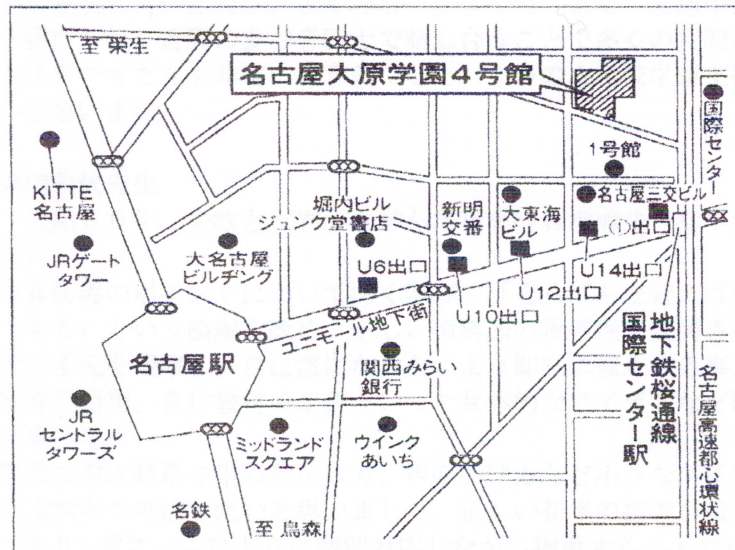 至 栄生
名古屋大原学園4号館
国際センター
1号館
KITTE
名古屋
堀内ビル
ジュンク堂書店
新明
交番
大東海
ビル
名古屋三交ビル
①出口
JRゲート
タワー
大名古屋
ビルヂング
U6出口
U14出口
U12出口
U10出口
ユニモール地下街
名古屋駅
関西みらい
銀行
地下鉄桜通線
国際センター駅
名古屋高速都心環状線
JR
セントラル
タワーズ
ミッドランド
スクエア
ウインク
あいち
名鉄
至 烏森